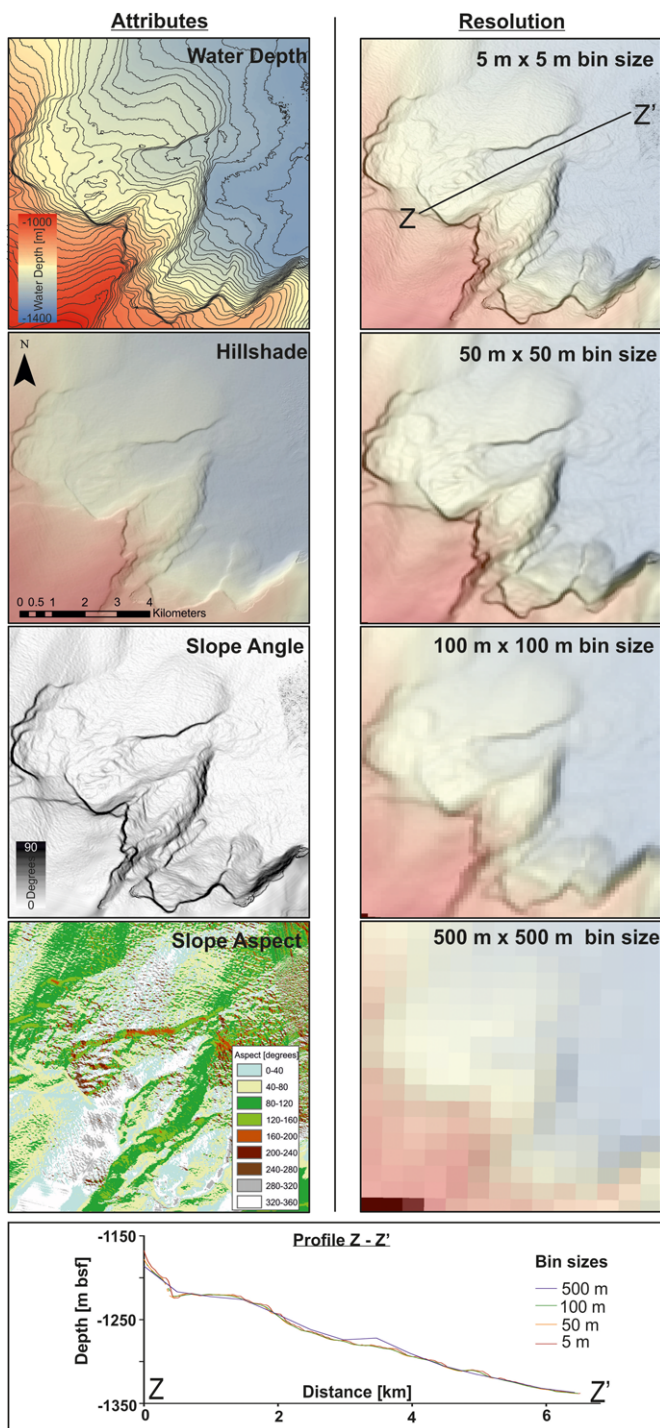 Attributes
Water Depth
-1000
Water Depth [m]
-1400
Hillshade
N
0 0.5 1 2 3 4
Kilometers
Slope Angle
90
Degrees
0
Slope Aspect
Aspect [degrees]
0-40
40-80
80-120
120-160
160-200
200-240
240-280
280-320
320-360
Resolution
5 m x 5 m bin size
Z'
Z
50 m x 50 m bin size
100 m x 100 m bin size
500 m x 500 m bin size
Profile Z - Z'
-1150
-1250
-1350
Depth [m bsf]
Bin sizes
500 m
100 m
50 m
5 m
Z
Distance [km]
Z'
0 2 4 6